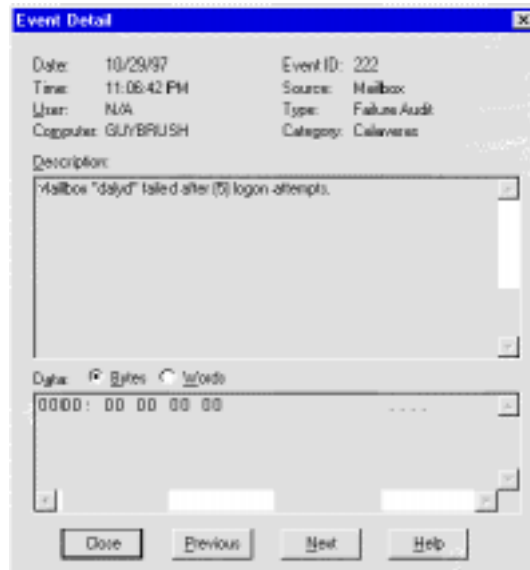 Event Detail
Date: 10/29/97 Event ID: 222
Time: 11:06:42 PM Source: Mailbox
User: N/A Type: Failure Audit
Computer: GUYBRUSH Category: Calaveras
Description:
Mailbox "dalyd" failed after (5) logon attempts.
Data: Bytes Words
0000: 00 00 00 00 ....
Close Previous Next Help